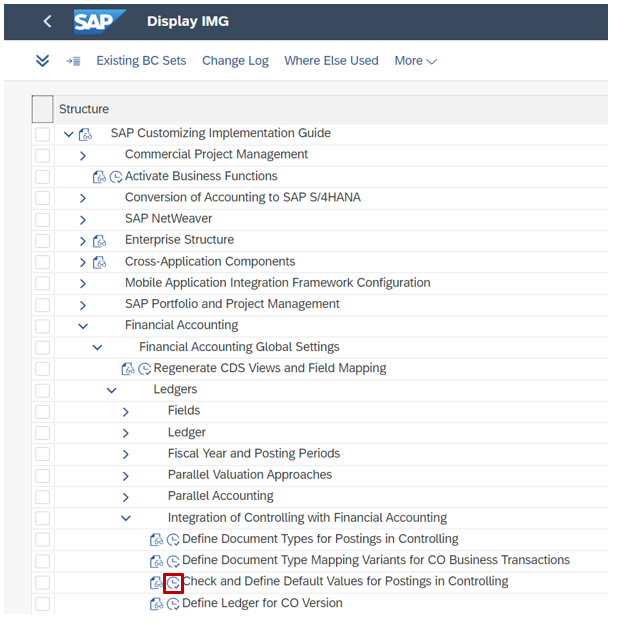 SAP Display IMG
Existing BC Sets Change Log Where Else Used More
Structure
SAP Customizing Implementation Guide
Commercial Project Management
Activate Business Functions
Conversion of Accounting to SAP S/4HANA
SAP NetWeaver
Enterprise Structure
Cross-Application Components
Mobile Application Integration Framework Configuration
SAP Portfolio and Project Management
Financial Accounting
Financial Accounting Global Settings
Regenerate CDS Views and Field Mapping
Ledgers
Fields
Ledger
Fiscal Year and Posting Periods
Parallel Valuation Approaches
Parallel Accounting
Integration of Controlling with Financial Accounting
Define Document Types for Postings in Controlling
Define Document Type Mapping Variants for CO Business Transactions
Check and Define Default Values for Postings in Controlling
Define Ledger for CO Version